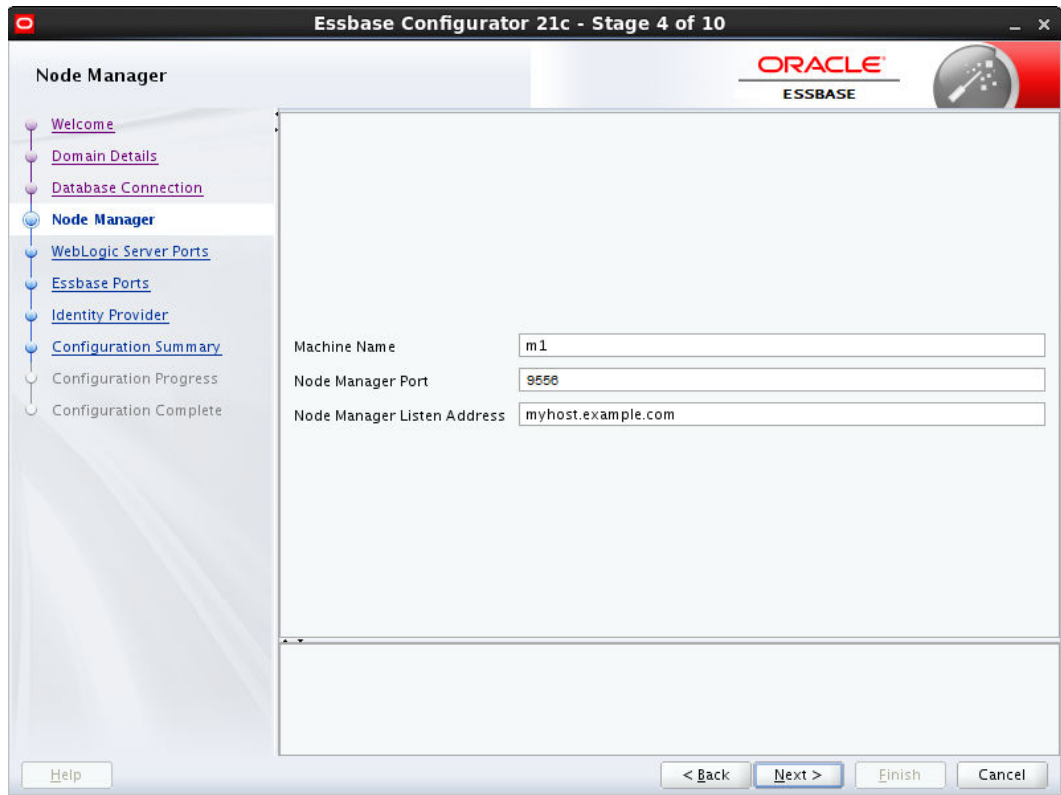 Essbase Configurator 21c - Stage 4 of 10
Node Manager
ORACLE
ESSBASE
Welcome
Domain Details
Database Connection
Node Manager
WebLogic Server Ports
Essbase Ports
Identity Provider
Configuration Summary
Configuration Progress
Configuration Complete
Machine Name m1
Node Manager Port 9556
Node Manager Listen Address myhost.example.com
Help < Back Next > Finish Cancel